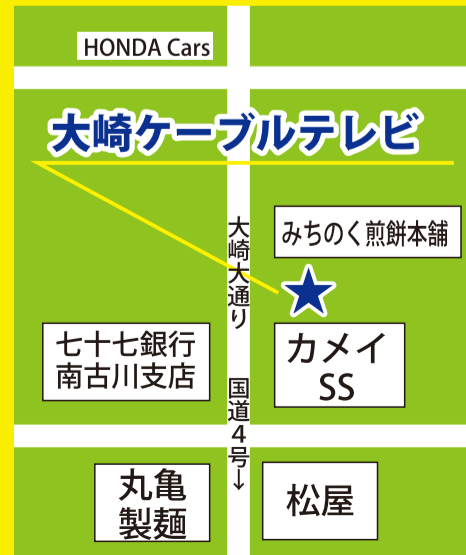 HONDA Cars
大崎ケーブルテレビ
大崎大通り
みちのく煎餅本舗
七十七銀行
南古川支店
カメイ
SS
国道4号→
丸亀
製麺
松屋